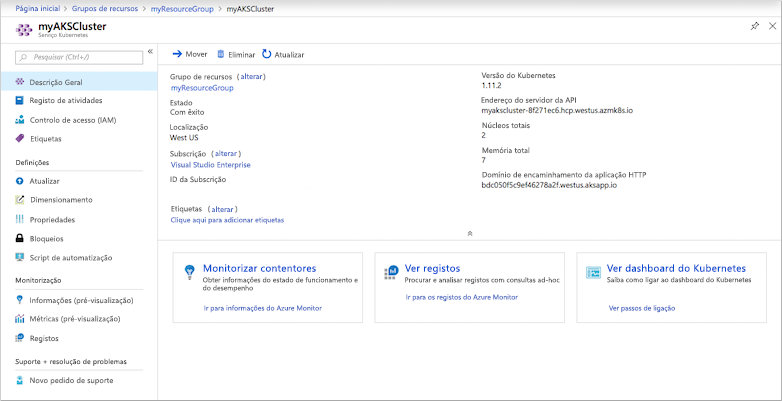 Página inicial > Grupos de recursos > myResourceGroup > myAKSCluster
myAKSCluster
Serviço Kubernetes
Pesquisar (Ctrl+/)
Descrição Geral
Registo de atividades
Controlo de acesso (IAM)
Etiquetas
Definições
Atualizar
Dimensionamento
Propriedades
Bloqueios
Script de automatização
Monitorização
Informações (pré-visualização)
Métricas (pré-visualização)
Registos
Suporte + resolução de problemas
Novo pedido de suporte
Mover Eliminar Atualizar
Grupo de recursos (alterar)
myResourceGroup
Estado
Com êxito
Localização
West US
Subscrição (alterar)
Visual Studio Enterprise
ID da Subscrição
Etiquetas (alterar)
Clique aqui para adicionar etiquetas
Versão do Kubernetes
1.11.2
Endereço do servidor da API
myakscluster-8f271ec6.hcp.westus.azmk8s.io
Núcleos totais
2
Memória total
7
Domínio de encaminhamento da aplicação HTTP
bdc050f5c9ef46278a2f.westus.aksapp.io
Monitorizar contentores
Obter informações do estado de funcionamento e
do desempenho
Ir para informações do Azure Monitor
Ver registos
Procurar e analisar registos com consultas ad-hoc
Ir para os registos do Azure Monitor
Ver dashboard do Kubernetes
Saiba como ligar ao dashboard do Kubernetes
Ver passos de ligação